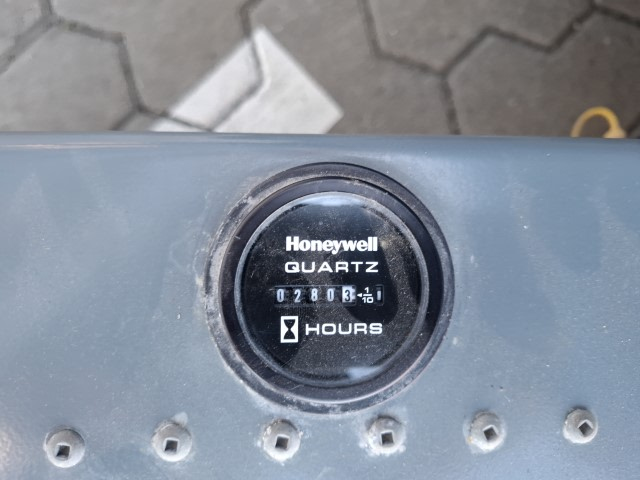 Honeywell
QUARTZ
02803 ◄ 1/10
HOURS